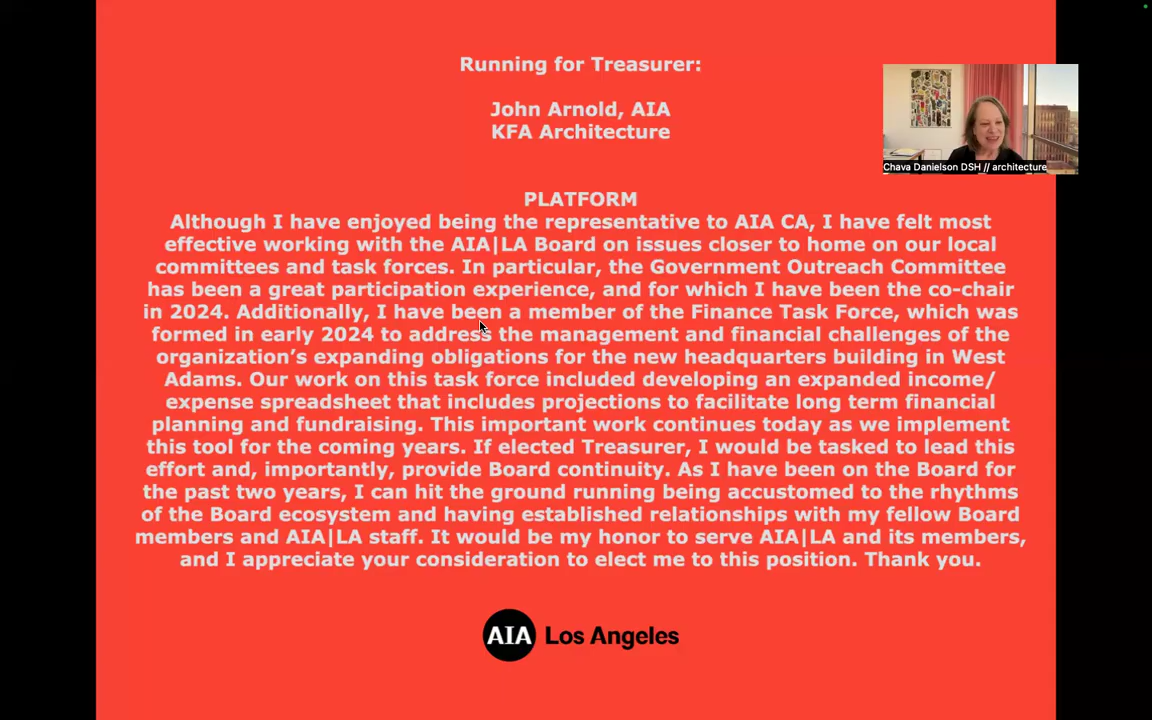 Running for Treasurer:
John Arnold, AIA
KFA Architecture
Chava Danielson DSH // architecture
PLATFORM
Although I have enjoyed being the representative to AIA CA, I have felt most
effective working with the AIA|LA Board on issues closer to home on our local
committees and task forces. In particular, the Government Outreach Committee
has been a great participation experience, and for which I have been the co-chair
in 2024. Additionally, I have been a member of the Finance Task Force, which was
formed in early 2024 to address the management and financial challenges of the
organization’s expanding obligations for the new headquarters building in West
Adams. Our work on this task force included developing an expanded income/
expense spreadsheet that includes projections to facilitate long term financial
planning and fundraising. This important work continues today as we implement
this tool for the coming years. If elected Treasurer, I would be tasked to lead this
effort and, importantly, provide Board continuity. As I have been on the Board for
the past two years, I can hit the ground running being accustomed to the rhythms
of the Board ecosystem and having established relationships with my fellow Board
members and AIA|LA staff. It would be my honor to serve AIA|LA and its members,
and I appreciate your consideration to elect me to this position. Thank you.
AIA Los Angeles